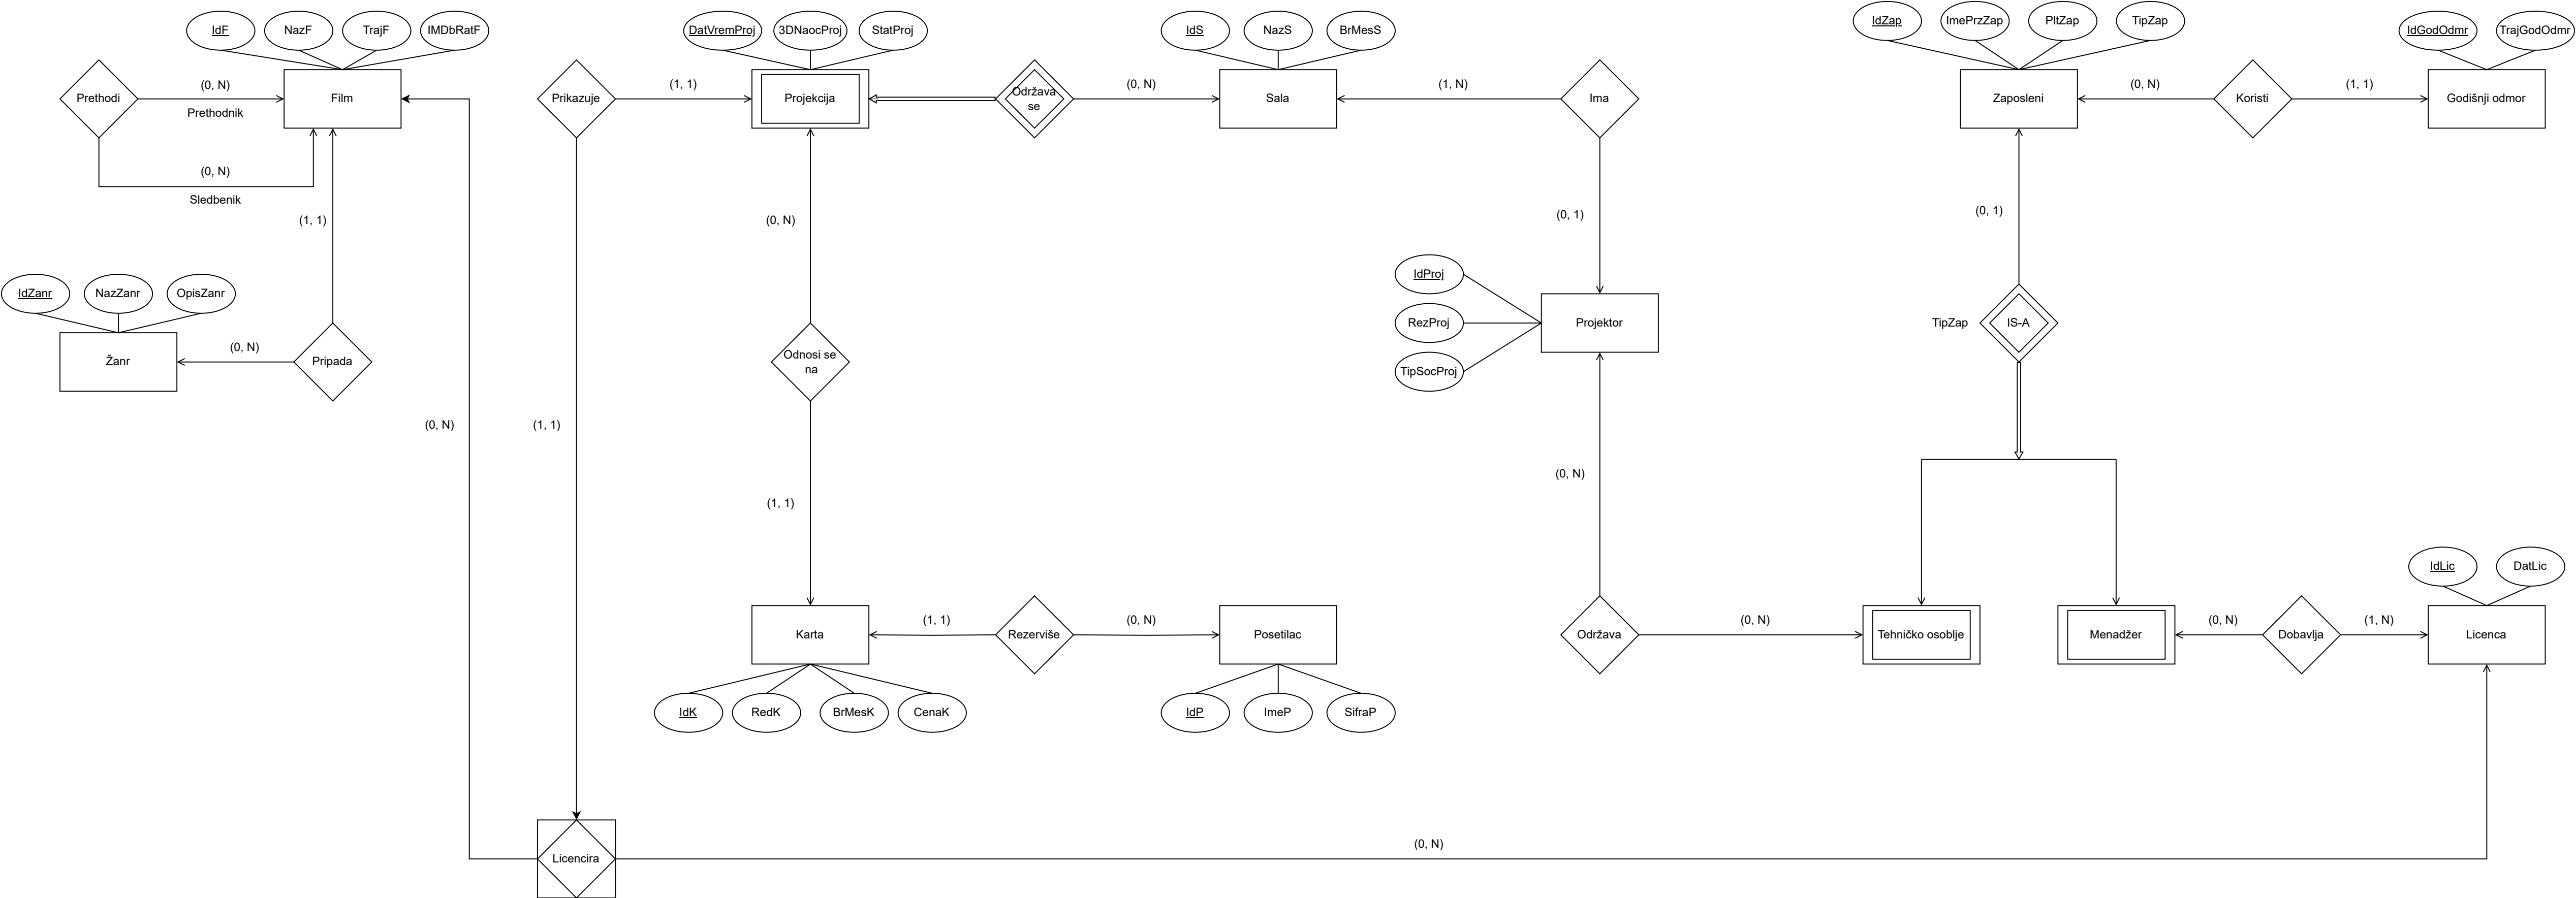 IdF
NazF
TrajF
IMDbRatF
DatVremProj
3DNaocProj
StatProj
IdS
NazS
BrMesS
IdZap
ImePrzZap
PltZap
TipZap
IdGodOdmr
TrajGodOdmr
Prethodi
(0, N)
Prethodnik
Film
Prikazuje
(1, 1)
Projekcija
Održava
se
(0, N)
Sala
(1, N)
Ima
Zaposleni
(0, N)
Koristi
(1, 1)
Godišnji odmor
(0, N)
Sledbenik
(1, 1)
(0, N)
(0, 1)
(0, 1)
IdZanr
NazZanr
OpisZanr
IdProj
RezProj
TipSocProj
Projektor
TipZap
IS-A
Žanr
(0, N)
Pripada
Odnosi se
na
(0, N)
(1, 1)
(1, 1)
(0, N)
IdLic
DatLic
Karta
(1, 1)
Rezerviše
(0, N)
Posetilac
Održava
(0, N)
Tehničko osoblje
Menadžer
(0, N)
Dobavlja
(1, N)
Licenca
IdK
RedK
BrMesK
CenaK
IdP
ImeP
SifraP
Licencira
(0, N)